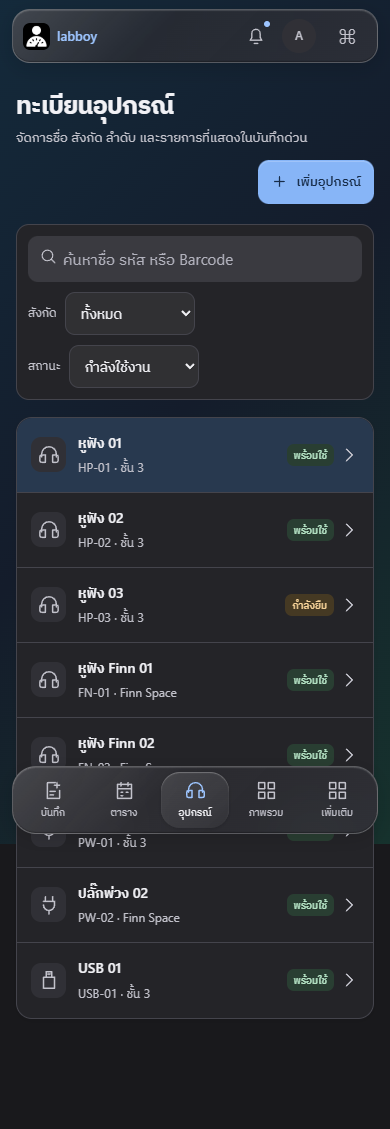 labboy
A
ทะเบียนอุปกรณ์
จัดการชื่อ สังกัด ลำดับ และรายการที่แสดงในบันทึกด่วน
เพิ่มอุปกรณ์
ค้นหาชื่อ รหัส หรือ Barcode
สังกัด ทั้งหมด
สถานะ กำลังใช้งาน
หูฟัง 01
พร้อมใช้
HP-01 · ชั้น 3
หูฟัง 02
พร้อมใช้
HP-02 · ชั้น 3
หูฟัง 03
กำลังยืม
HP-03 · ชั้น 3
หูฟัง Finn 01
พร้อมใช้
FN-01 · Finn Space
หูฟัง Finn 02
พร้อมใช้
บันทึก ตาราง อุปกรณ์ ภาพรวม เพิ่มเติม
PW-01 · ชั้น 3
ปลั๊กพ่วง 02
พร้อมใช้
PW-02 · Finn Space
USB 01
พร้อมใช้
USB-01 · ชั้น 3